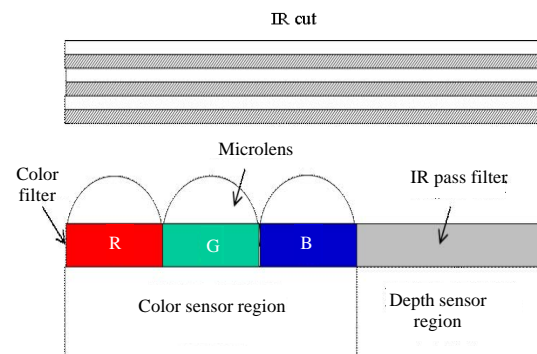 IR cut
Microlens
Color
filter
IR pass filter
R
G
B
Color sensor region
Depth sensor
region